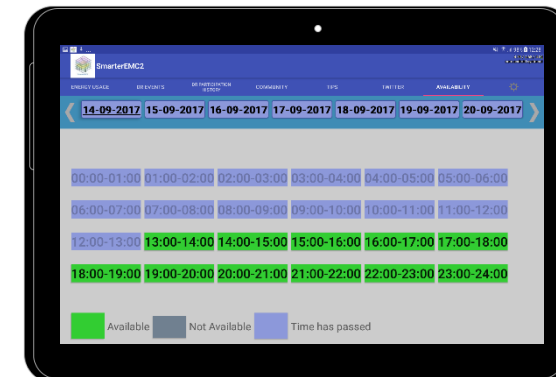 12:28
SmarterEMC2
ENERGY USAGE DR EVENTS DR PARTICIPATION HISTORY COMMUNITY TIPS TWITTER AVAILABILITY
14-09-2017 15-09-2017 16-09-2017 17-09-2017 18-09-2017 19-09-2017 20-09-2017
00:00-01:00 01:00-02:00 02:00-03:00 03:00-04:00 04:00-05:00 05:00-06:00
06:00-07:00 07:00-08:00 08:00-09:00 09:00-10:00 10:00-11:00 11:00-12:00
12:00-13:00 13:00-14:00 14:00-15:00 15:00-16:00 16:00-17:00 17:00-18:00
18:00-19:00 19:00-20:00 20:00-21:00 21:00-22:00 22:00-23:00 23:00-24:00
Available Not Available Time has passed